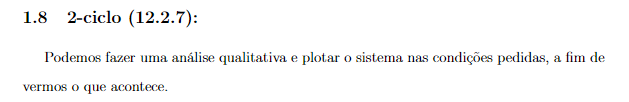 1.8 2-ciclo (12.2.7):
Podemos fazer uma análise qualitativa e plotar o sistema nas condições pedidas, a fim de
vermos o que acontece.